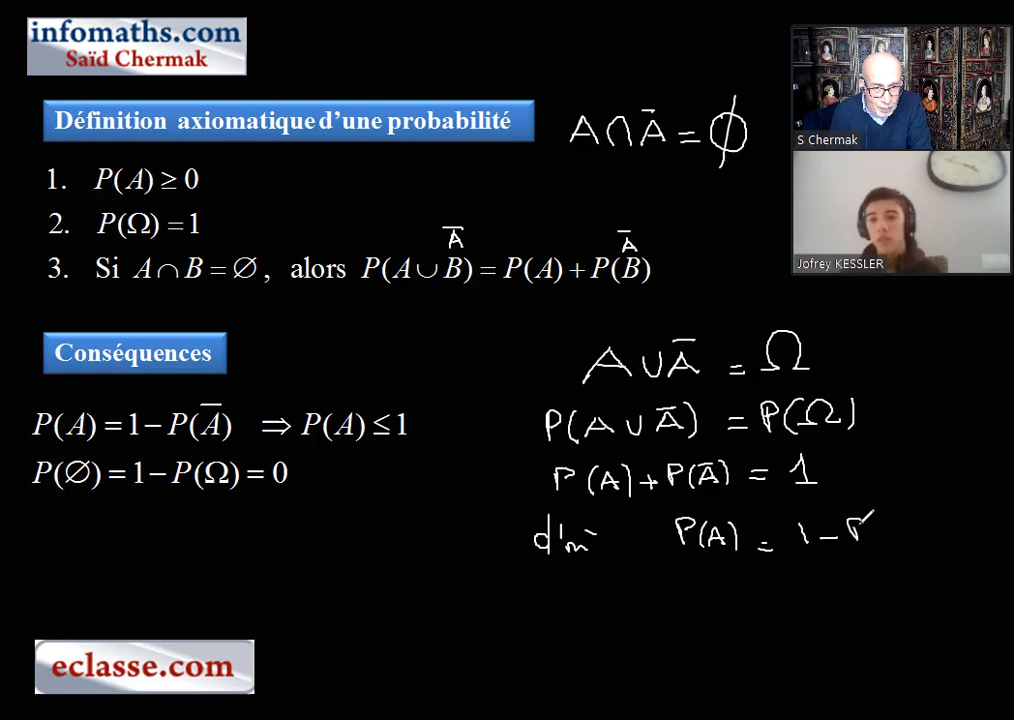 infomaths.com
Saïd Chermak
Définition axiomatique d'une probabilité
A∩A̅ = ∅
S Chermak
1. P(A) ≥ 0
2. P(Ω) = 1
A̅ A̅
3. Si A ∩ B = ∅, alors P(A ∪ B) = P(A) + P(B)
Jofrey KESSLER
Conséquences
P(A) = 1 − P(A̅) ⇒ P(A) ≤ 1
P(∅) = 1 − P(Ω) = 0
A∪A̅ = Ω
P(A∪A̅) = P(Ω)
P(A)+P(A̅) = 1
P(A) = 1 − P
eclasse.com